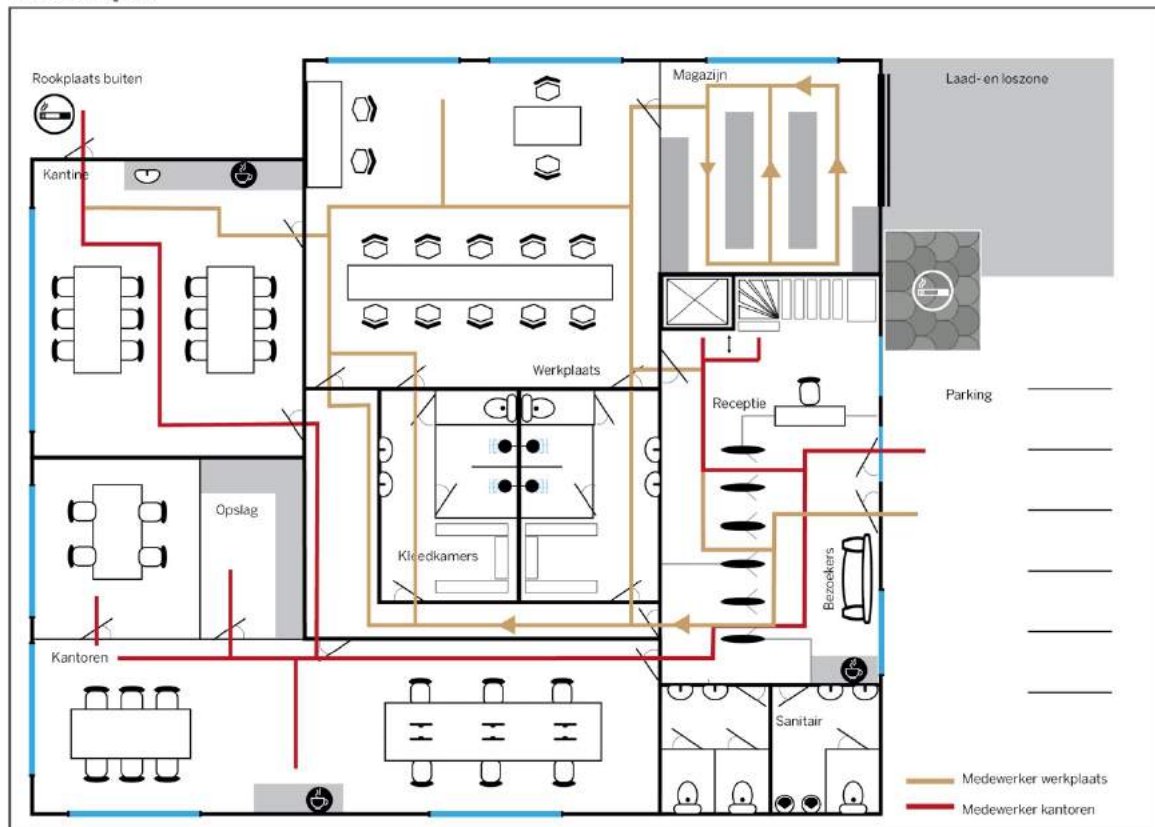 Rookplaats buiten
Magazijn
Laad- en loszone
Kantine
Werkplaats
Receptie
Parking
Opslag
Kleedkamers
Bezoekers
Kantoren
Sanitair
Medewerker werkplaats
Medewerker kantoren